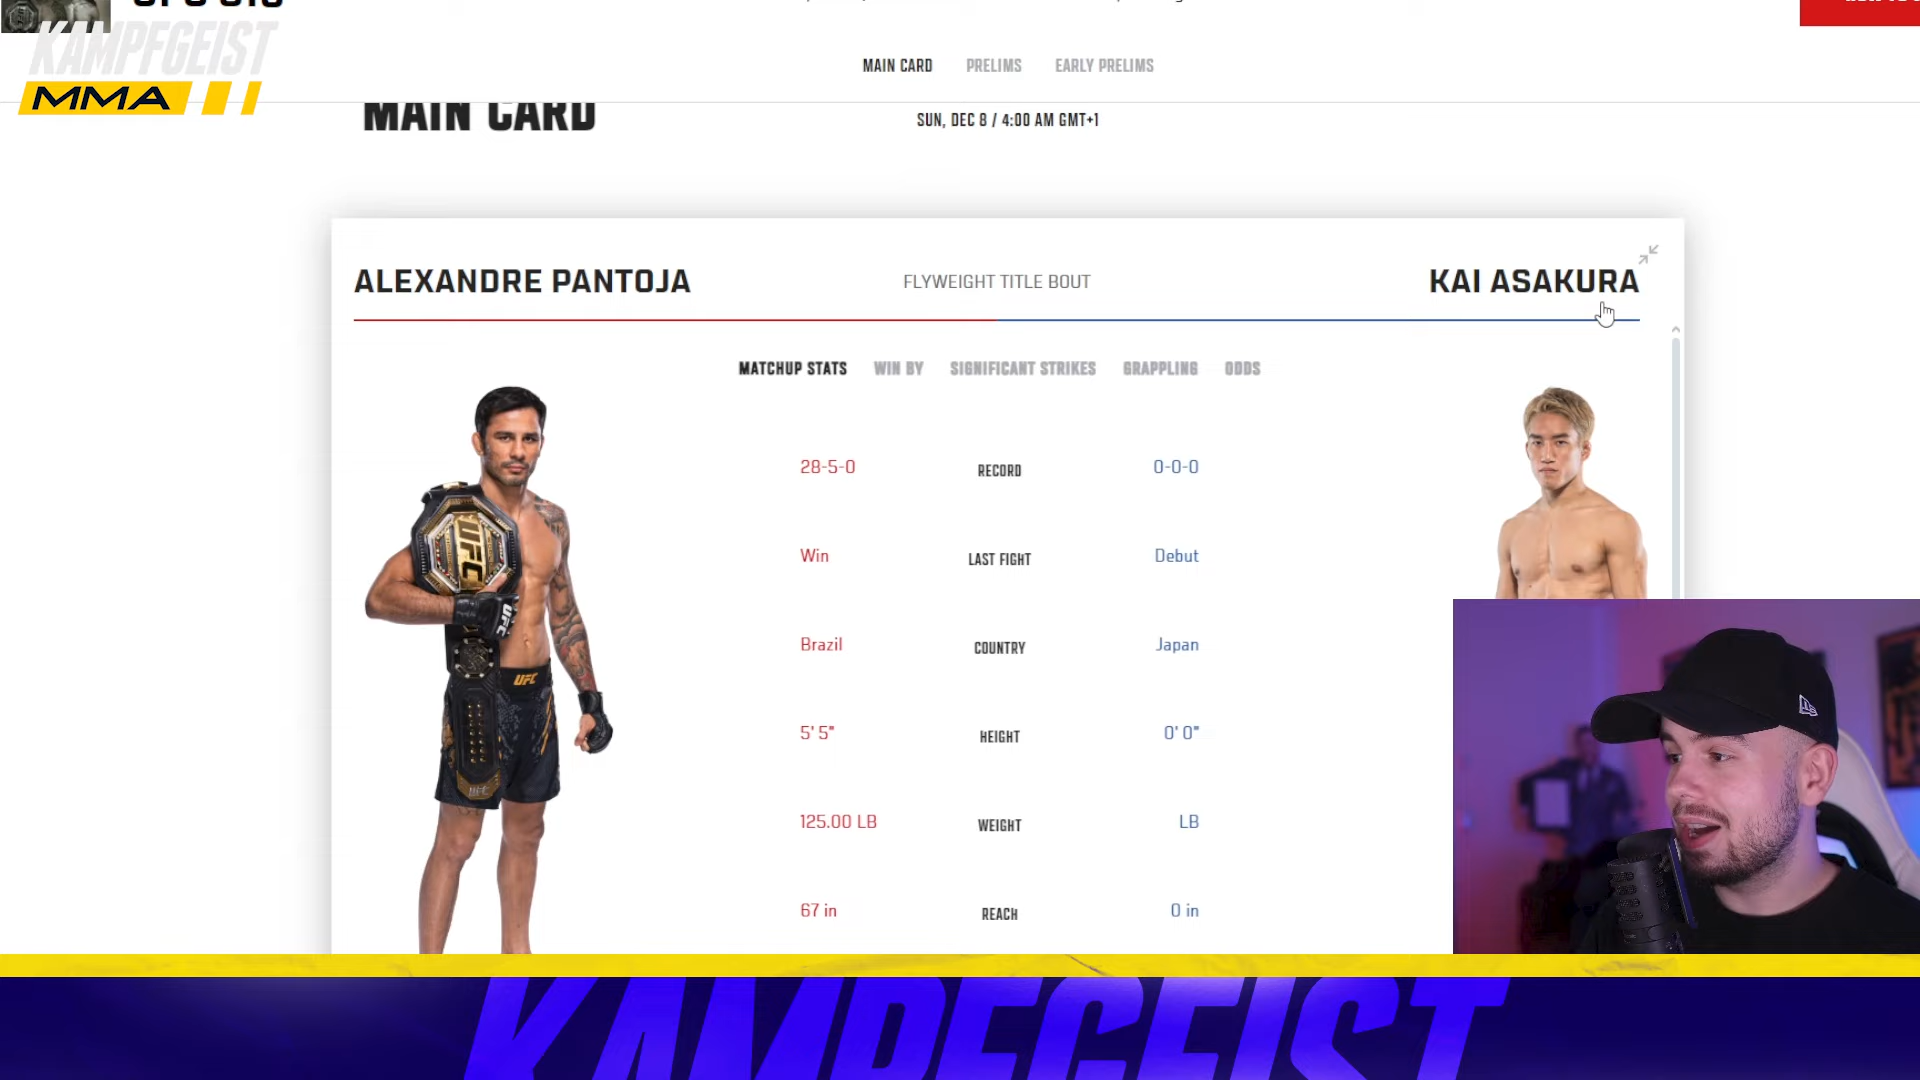 KAMPFGEIST
MMA
MAIN CARD
PRELIMS
EARLY PRELIMS
MAIN CARD
SUN, DEC 8 / 4:00 AM GMT+1
ALEXANDRE PANTOJA
FLYWEIGHT TITLE BOUT
KAI ASAKURA
MATCHUP STATS
WIN BY
SIGNIFICANT STRIKES
GRAPPLING
ODDS
28-5-0
RECORD
0-0-0
Win
LAST FIGHT
Debut
Brazil
COUNTRY
Japan
5' 5"
HEIGHT
0' 0"
125.00 LB
WEIGHT
LB
67 in
REACH
0 in
UFC
UFC
UFC
KAMPFGEIST